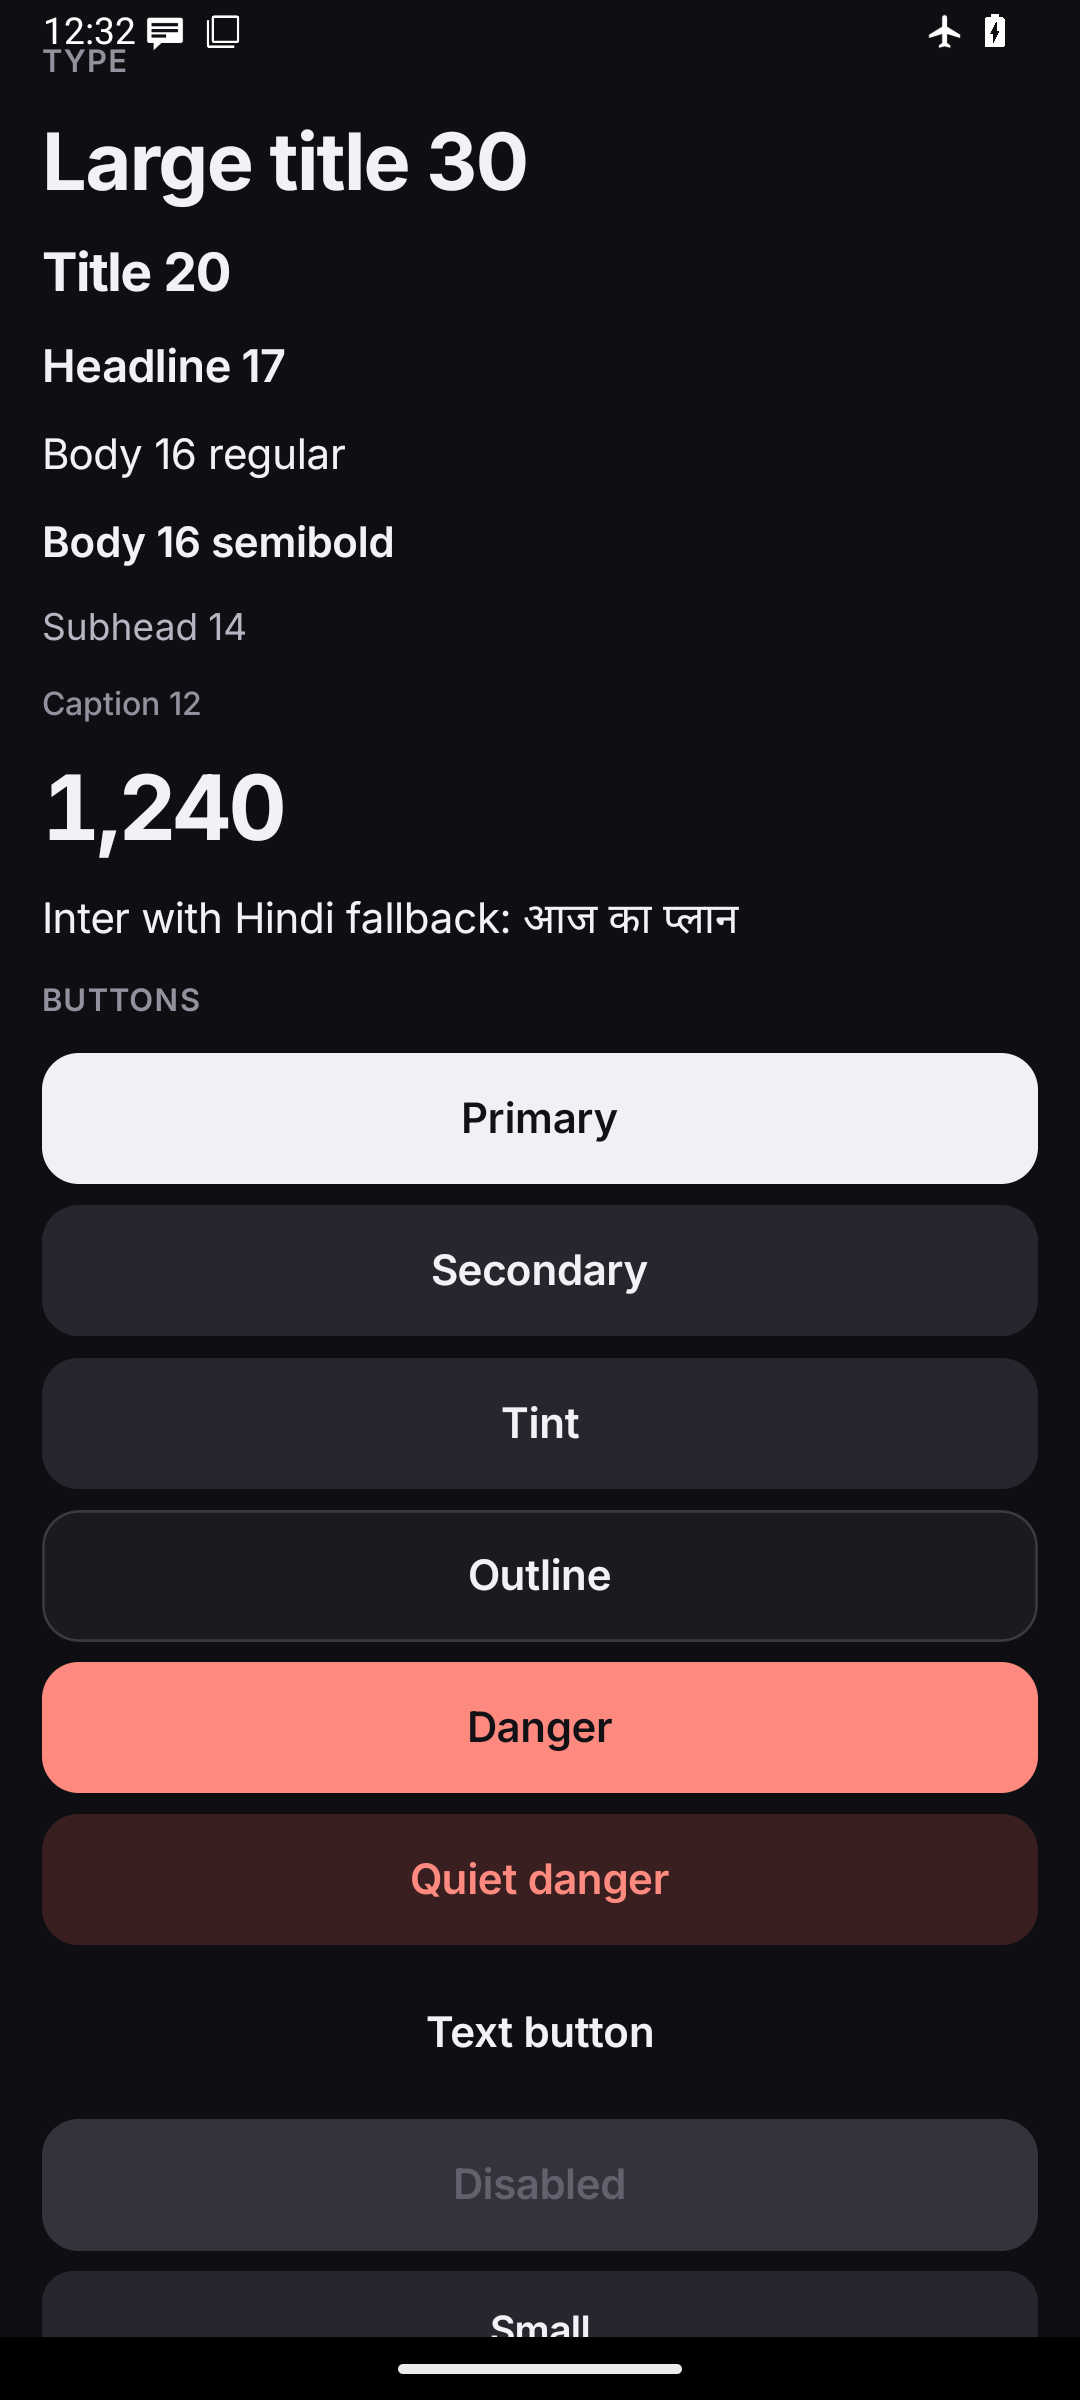 12:32
TYPE
Large title 30
Title 20
Headline 17
Body 16 regular
Body 16 semibold
Subhead 14
Caption 12
1,240
Inter with Hindi fallback: आज का प्लान
BUTTONS
Primary
Secondary
Tint
Outline
Danger
Quiet danger
Text button
Disabled
Small